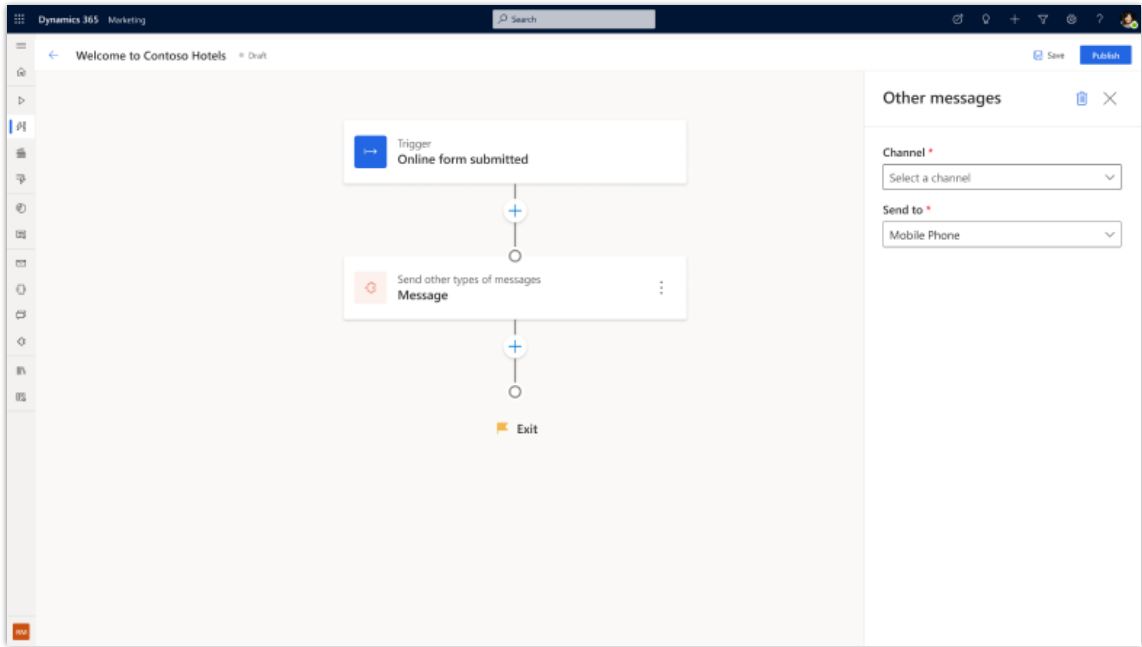 Dynamics 365 Marketing
Search
Welcome to Contoso Hotels Draft
Save
Publish
Other messages
Channel *
Select a channel
Send to *
Mobile Phone
Trigger
Online form submitted
Send other types of messages
Message
Exit
RM